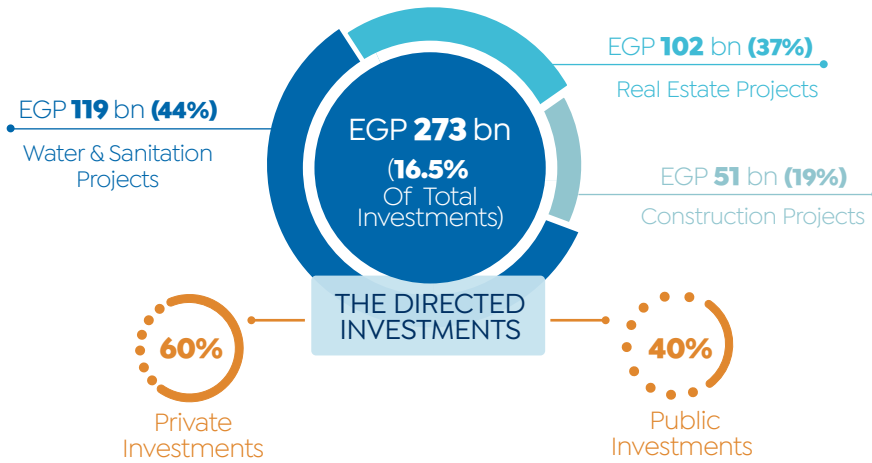 EGP 102 bn (37%)
Real Estate Projects
EGP 119 bn (44%)
Water & Sanitation
Projects
EGP 273 bn
(16.5%
Of Total
Investments)
EGP 51 bn (19%)
Construction Projects
THE DIRECTED
INVESTMENTS
60%
Private
Investments
40%
Public
Investments